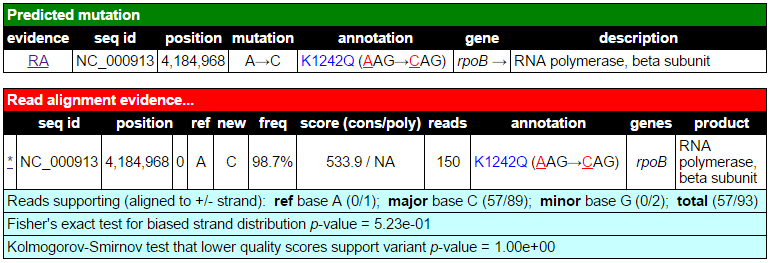 Predicted mutation
evidence seq id position mutation annotation gene description
RA NC_000913 4,184,968 A→C K1242Q (AAG→CAG) rpoB → RNA polymerase, beta subunit
Read alignment evidence...
seq id position ref new freq score (cons/poly) reads annotation genes product
* NC_000913 4,184,968 0 A C 98.7% 533.9 / NA 150 K1242Q (AAG→CAG) rpoB RNA polymerase, beta subunit
Reads supporting (aligned to +/- strand): ref base A (0/1); major base C (57/89); minor base G (0/2); total (57/93)
Fisher's exact test for biased strand distribution p-value = 5.23e-01
Kolmogorov-Smirnov test that lower quality scores support variant p-value = 1.00e+00